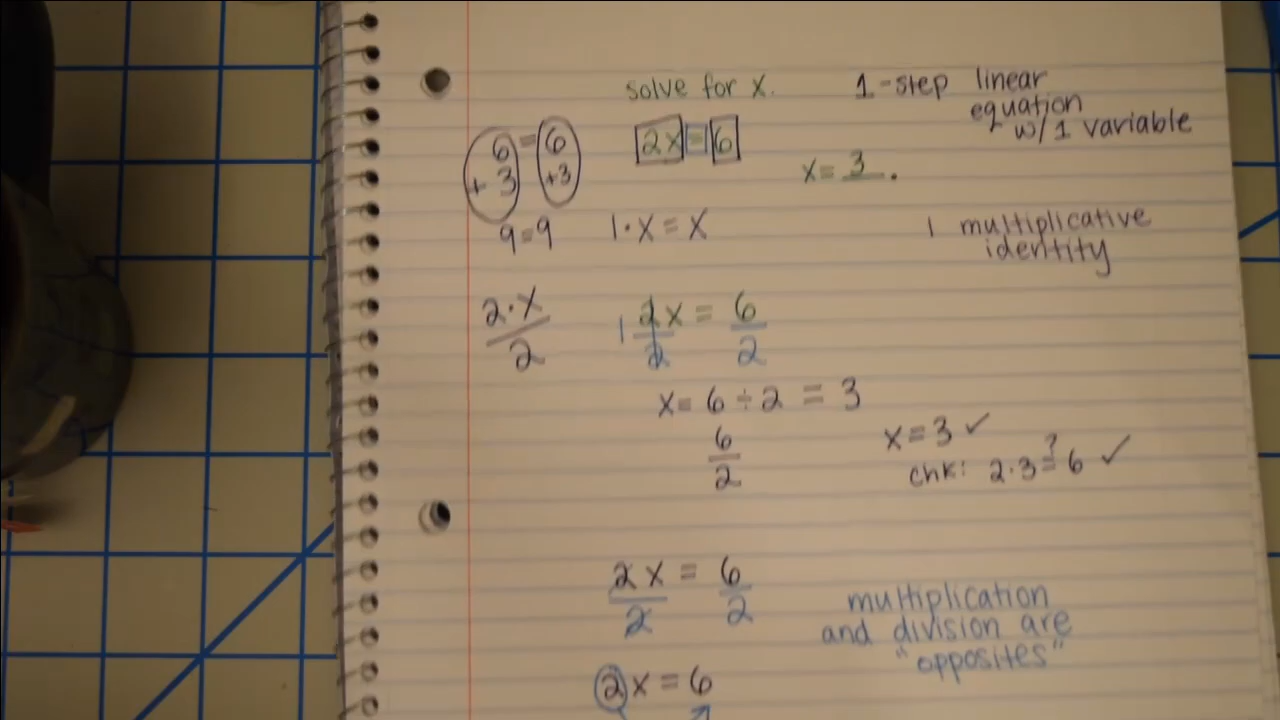 solve for x.
1-step linear
equation
w/ 1 variable
6 = 6
+ 3 +3
9 = 9
2x = 6
x = 3.
1 · x = x
1 multiplicative
identity
2·x
2
1 2x = 6
2 2
x = 6 ÷ 2 = 3
6
2
x = 3 ✓
chk: 2·3 ≟ 6 ✓
2x = 6
2 2
multiplication
and division are
"opposites"
2x = 6